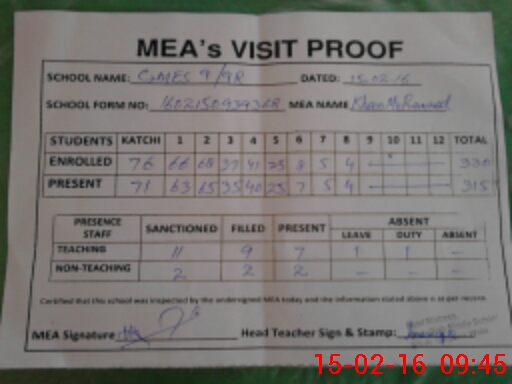 MEA's VISIT PROOF
SCHOOL NAME: GMES 9/9R DATED: 15.02.16
SCHOOL FORM NO: MEA NAME Khan
STUDENTS KATCHI 1 2 3 4 5 6 7 8 9 10 11 12 TOTAL
ENROLLED 76 66 68 37 41 25 8 5 4 — 330
PRESENT 71 63 65 35 40 25 7 5 4 — 315
PRESENCE STAFF SANCTIONED FILLED PRESENT ABSENT
LEAVE DUTY ABSENT
TEACHING 11 9 7 1 1 –
NON-TEACHING 2 2 2 – – –
Certified that this school was inspected by the undersigned MEA today and the information stated above is as per record
MEA Signature: Head Teacher Sign & Stamp:
15-02-16 09:45